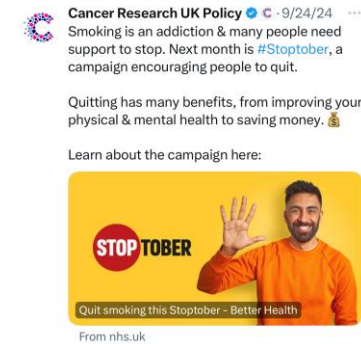 Cancer Research UK Policy · 9/24/24 ...
Smoking is an addiction & many people need
support to stop. Next month is #Stoptober, a
campaign encouraging people to quit.
Quitting has many benefits, from improving your
physical & mental health to saving money. 💰
Learn about the campaign here:
STOPTOBER
Quit smoking this Stoptober – Better Health
From nhs.uk